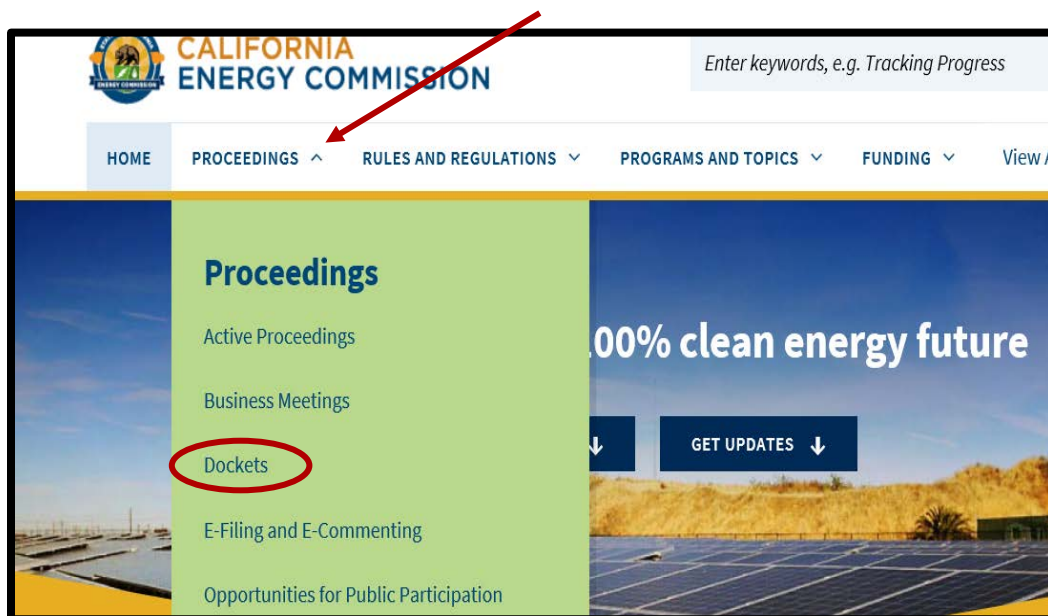 CALIFORNIA
ENERGY COMMISSION
Enter keywords, e.g. Tracking Progress
HOME
PROCEEDINGS
RULES AND REGULATIONS
PROGRAMS AND TOPICS
FUNDING
View
Proceedings
Active Proceedings
Business Meetings
Dockets
E-Filing and E-Commenting
Opportunities for Public Participation
00% clean energy future
GET UPDATES